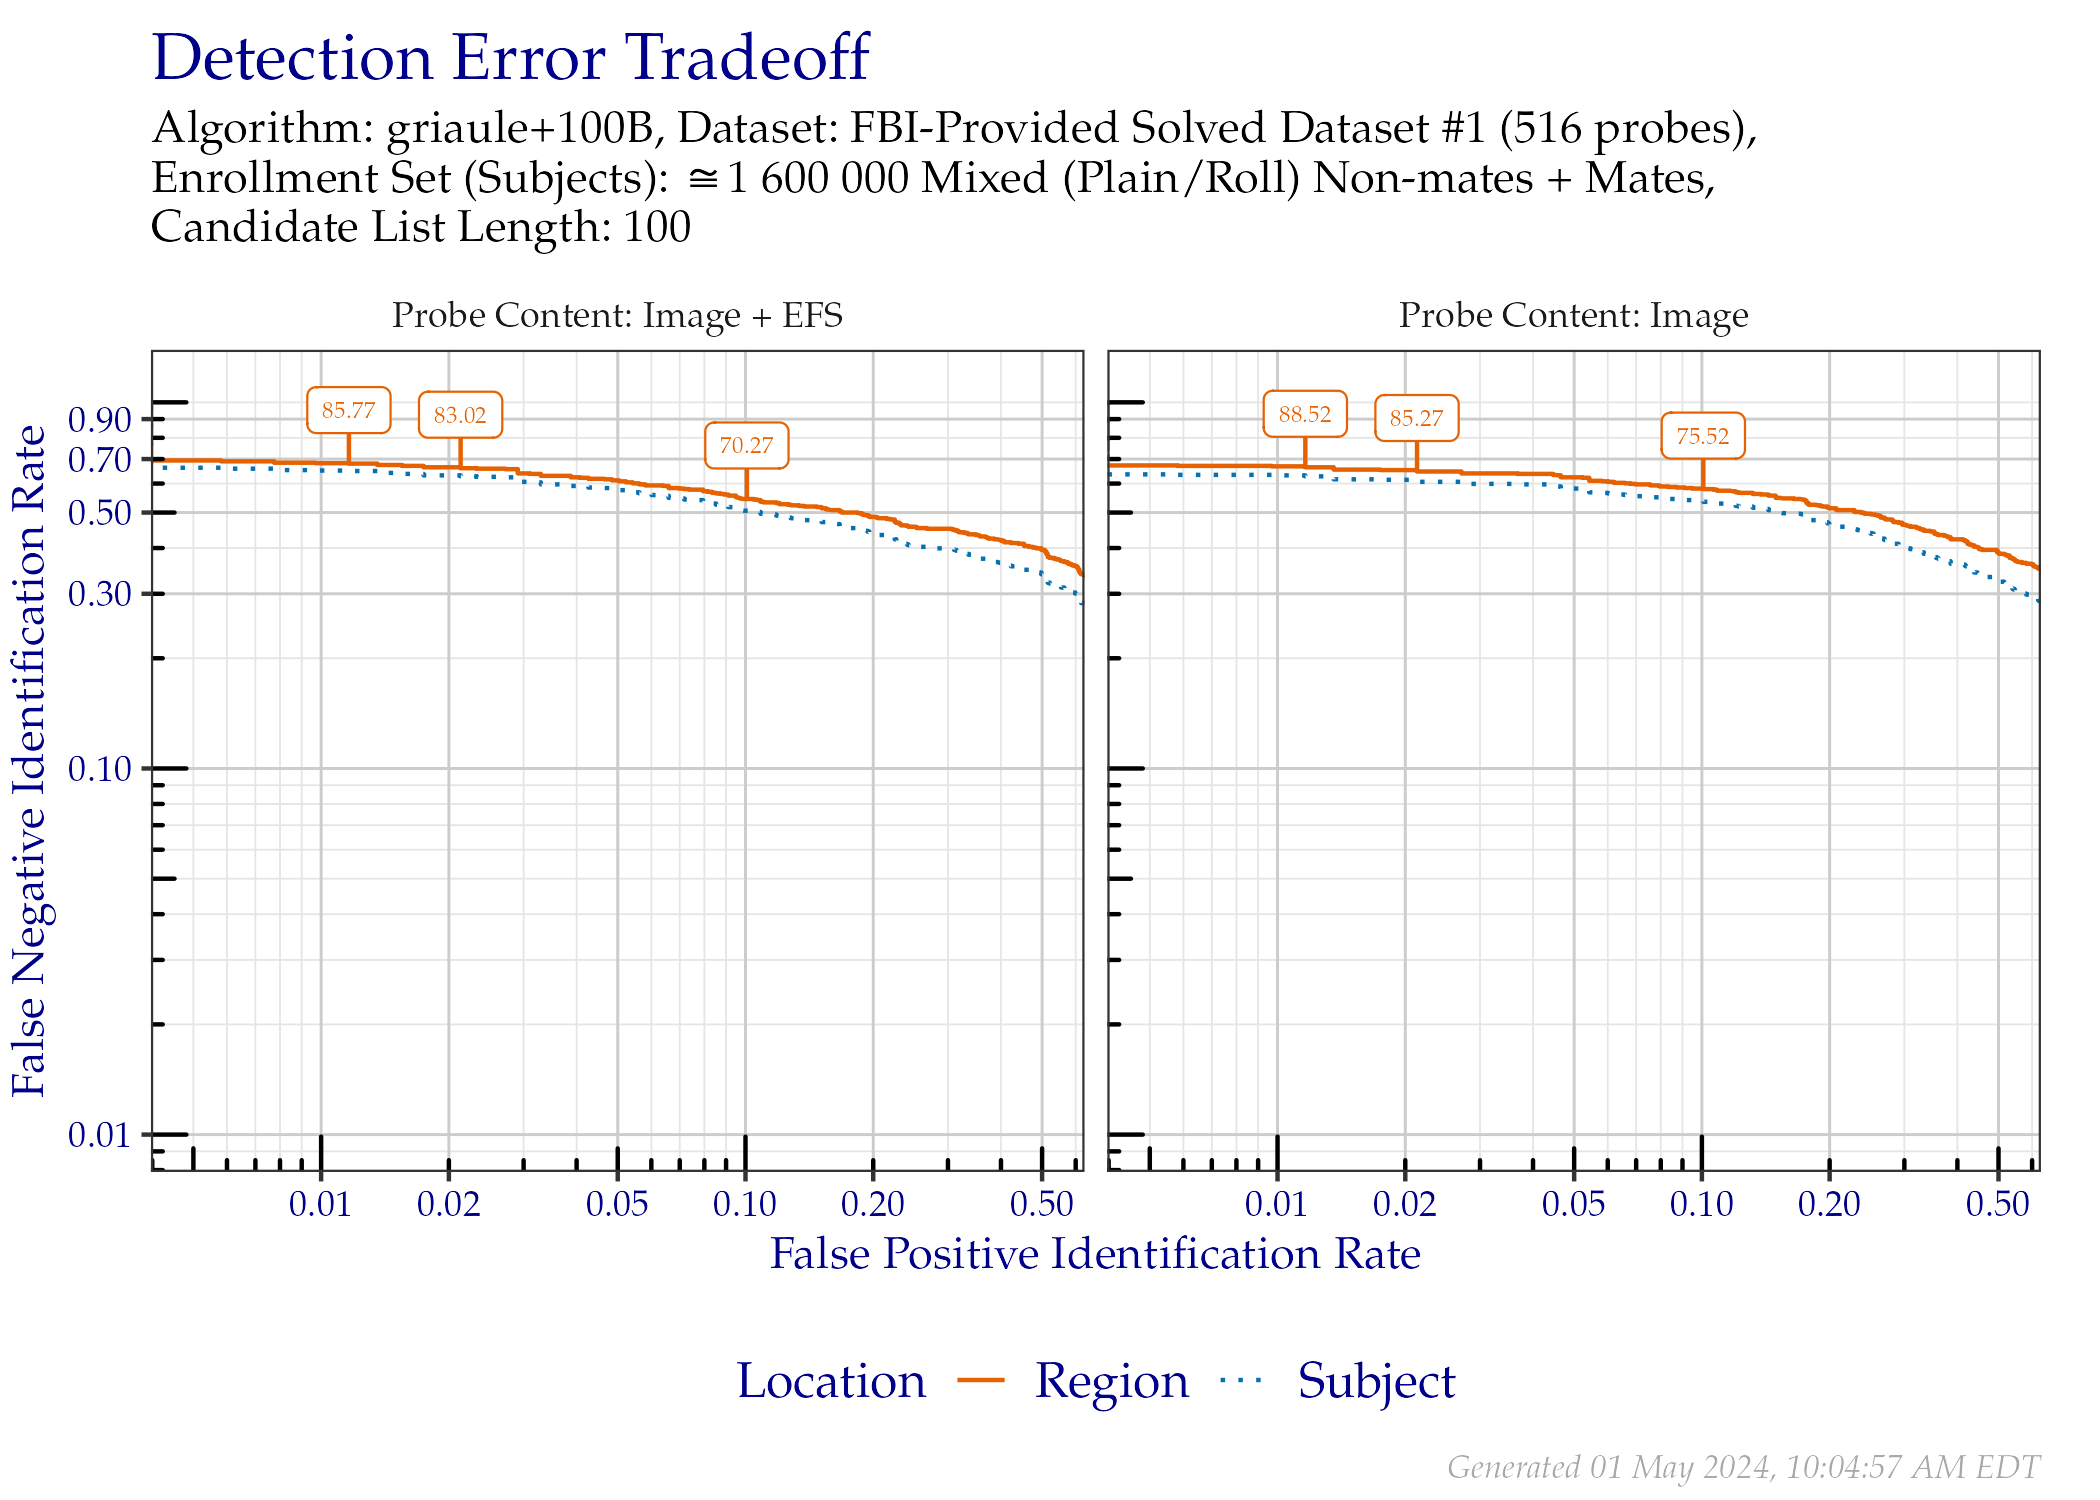 Detection Error Tradeoff
Algorithm: griaule+100B, Dataset: FBI-Provided Solved Dataset #1 (516 probes),
Enrollment Set (Subjects): ≅1 600 000 Mixed (Plain/Roll) Non-mates + Mates,
Candidate List Length: 100
Probe Content: Image + EFS
Probe Content: Image
False Negative Identification Rate
0.90
0.70
0.50
0.30
0.10
0.01
85.77
83.02
70.27
88.52
85.27
75.52
0.01 0.02 0.05 0.10 0.20 0.50
0.01 0.02 0.05 0.10 0.20 0.50
False Positive Identification Rate
Location Region Subject
Generated 01 May 2024, 10:04:57 AM EDT